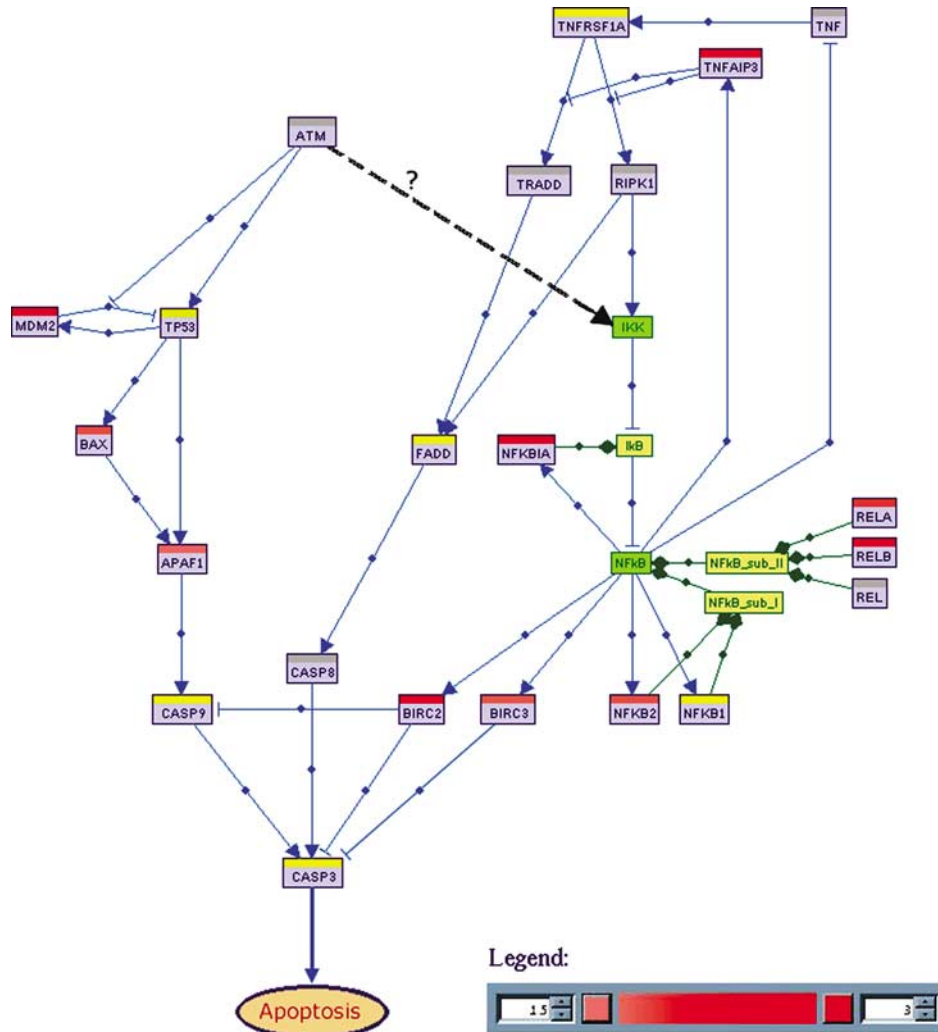 TNFRSF1A
TNF
TNFAIP3
ATM
?
TRADD
RIPK1
MDM2
TP53
IKK
BAX
FADD
NFKBIA
IkB
RELA
APAF1
NFkB
NFkB_sub_II
RELB
REL
NFkB_sub_I
CASP8
CASP9
BIRC2
BIRC3
NFKB2
NFKB1
CASP3
Legend:
Apoptosis
1.5
3